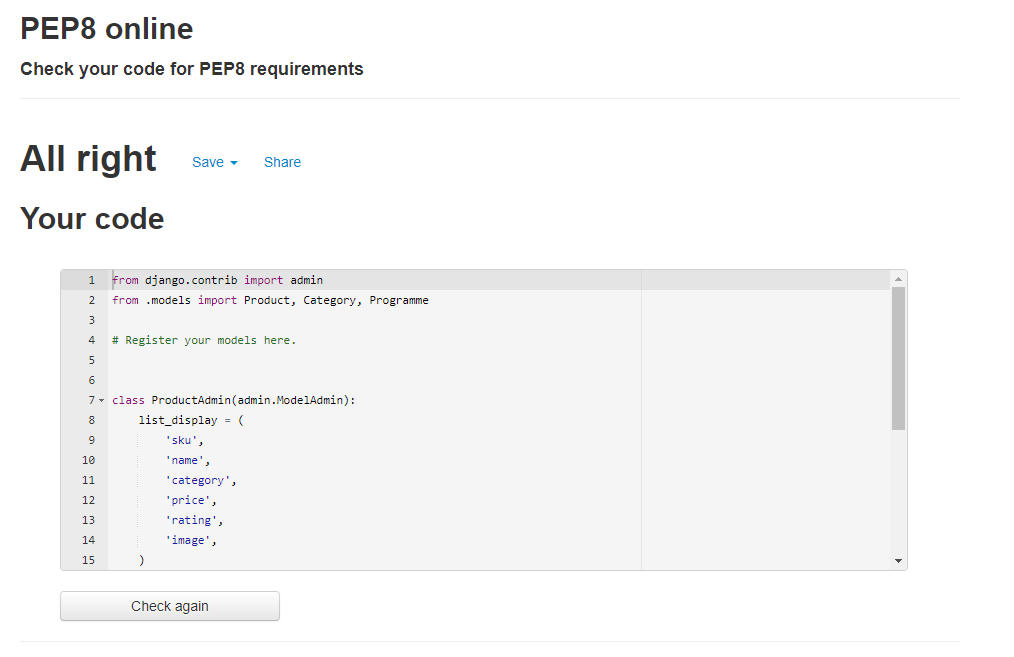 PEP8 online
Check your code for PEP8 requirements
All right Save Share
Your code
1 from django.contrib import admin
2 from .models import Product, Category, Programme
3
4 # Register your models here.
5
6
7 class ProductAdmin(admin.ModelAdmin):
8 list_display = (
9 'sku',
10 'name',
11 'category',
12 'price',
13 'rating',
14 'image',
15 )
Check again